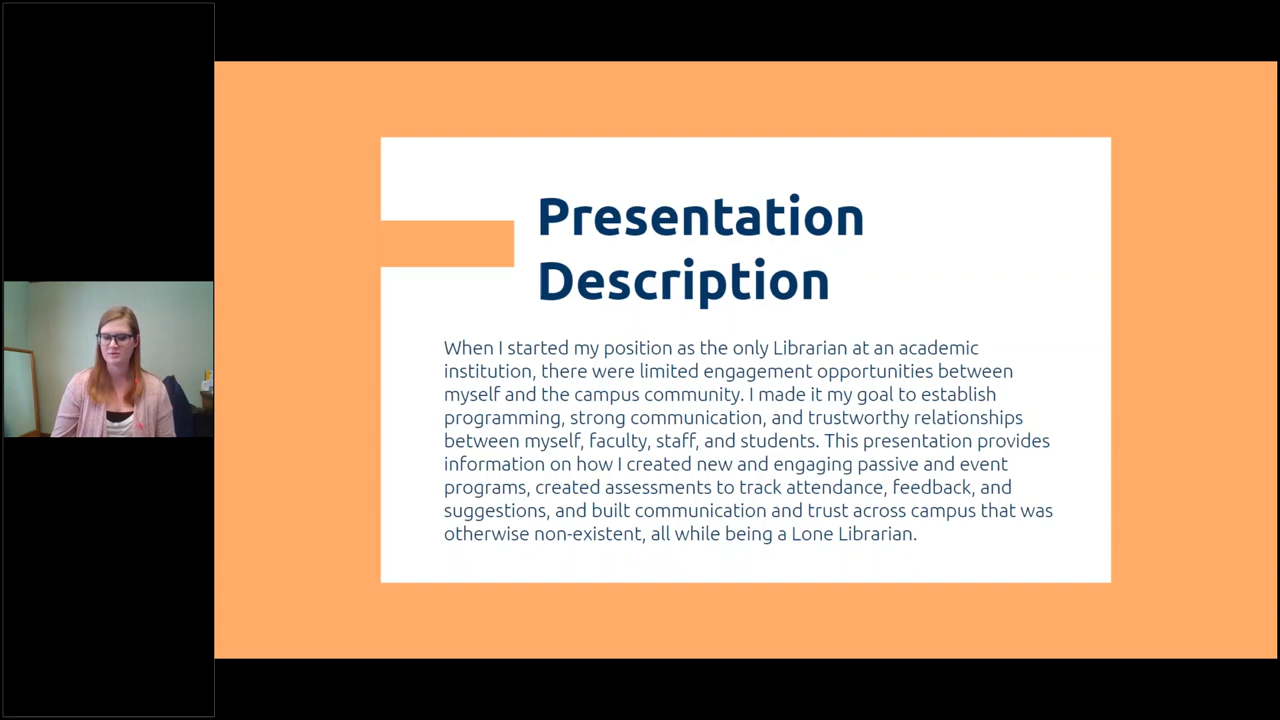 Presentation
Description
When I started my position as the only Librarian at an academic
institution, there were limited engagement opportunities between
myself and the campus community. I made it my goal to establish
programming, strong communication, and trustworthy relationships
between myself, faculty, staff, and students. This presentation provides
information on how I created new and engaging passive and event
programs, created assessments to track attendance, feedback, and
suggestions, and built communication and trust across campus that was
otherwise non-existent, all while being a Lone Librarian.